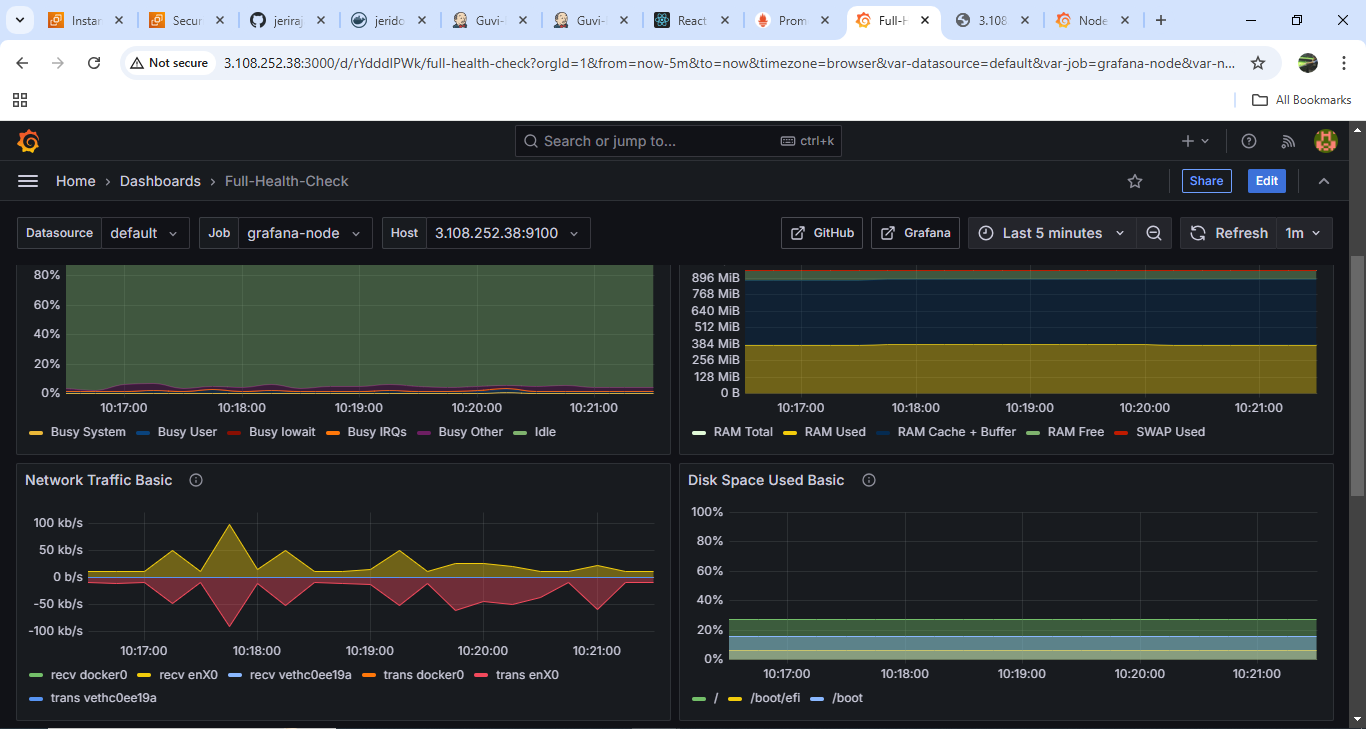 Instan
Secur
jeriraj
jerido
Guvi-
Guvi-
React
Prom
Full-H
3.108
Node
Not secure
3.108.252.38:3000/d/rYdddlPWk/full-health-check?orgId=1&from=now-5m&to=now&timezone=browser&var-datasource=default&var-job=grafana-node&var-n...
All Bookmarks
Search or jump to...
ctrl+k
Home › Dashboards › Full-Health-Check
Share
Edit
Datasource default
Job grafana-node
Host 3.108.252.38:9100
GitHub
Grafana
Last 5 minutes
Refresh 1m
80%
60%
40%
20%
0%
10:17:00 10:18:00 10:19:00 10:20:00 10:21:00
Busy System Busy User Busy Iowait Busy IRQs Busy Other Idle
896 MiB
768 MiB
640 MiB
512 MiB
384 MiB
256 MiB
128 MiB
0 B
10:17:00 10:18:00 10:19:00 10:20:00 10:21:00
RAM Total RAM Used RAM Cache + Buffer RAM Free SWAP Used
Network Traffic Basic
100 kb/s
50 kb/s
0 b/s
-50 kb/s
-100 kb/s
10:17:00 10:18:00 10:19:00 10:20:00 10:21:00
recv docker0 recv enX0 recv vethc0ee19a trans docker0 trans enX0
trans vethc0ee19a
Disk Space Used Basic
100%
80%
60%
40%
20%
0%
10:17:00 10:18:00 10:19:00 10:20:00 10:21:00
/ /boot/efi /boot